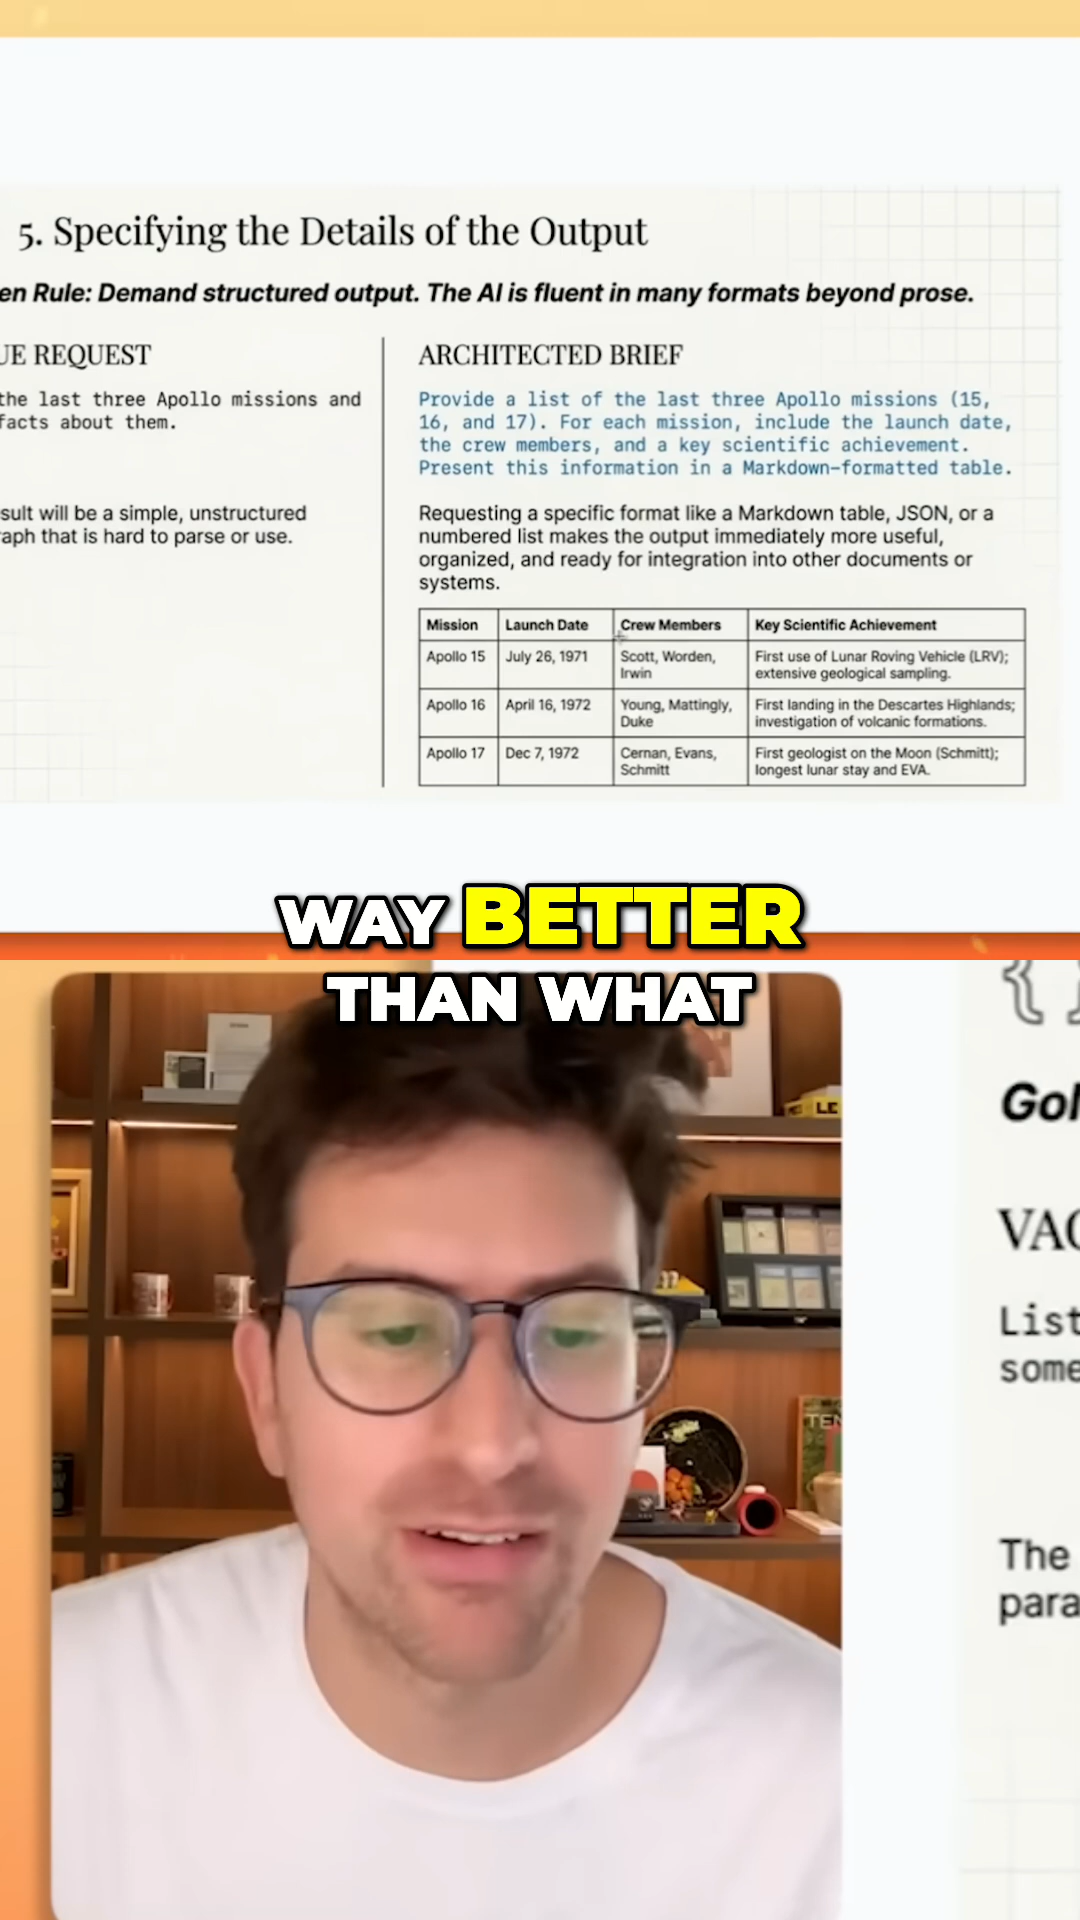 5. Specifying the Details of the Output
en Rule: Demand structured output. The AI is fluent in many formats beyond prose.
UE REQUEST
the last three Apollo missions and
facts about them.
sult will be a simple, unstructured
aph that is hard to parse or use.
ARCHITECTED BRIEF
Provide a list of the last three Apollo missions (15,
16, and 17). For each mission, include the launch date,
the crew members, and a key scientific achievement.
Present this information in a Markdown-formatted table.
Requesting a specific format like a Markdown table, JSON, or a
numbered list makes the output immediately more useful,
organized, and ready for integration into other documents or
systems.
Mission Launch Date Crew Members Key Scientific Achievement
Apollo 15 July 26, 1971 Scott, Worden, Irwin First use of Lunar Roving Vehicle (LRV); extensive geological sampling.
Apollo 16 April 16, 1972 Young, Mattingly, Duke First landing in the Descartes Highlands; investigation of volcanic formations.
Apollo 17 Dec 7, 1972 Cernan, Evans, Schmitt First geologist on the Moon (Schmitt); longest lunar stay and EVA.
WAY BETTER
THAN WHAT
{ }
Gol
VAG
List
some
The
para
LE
TEN